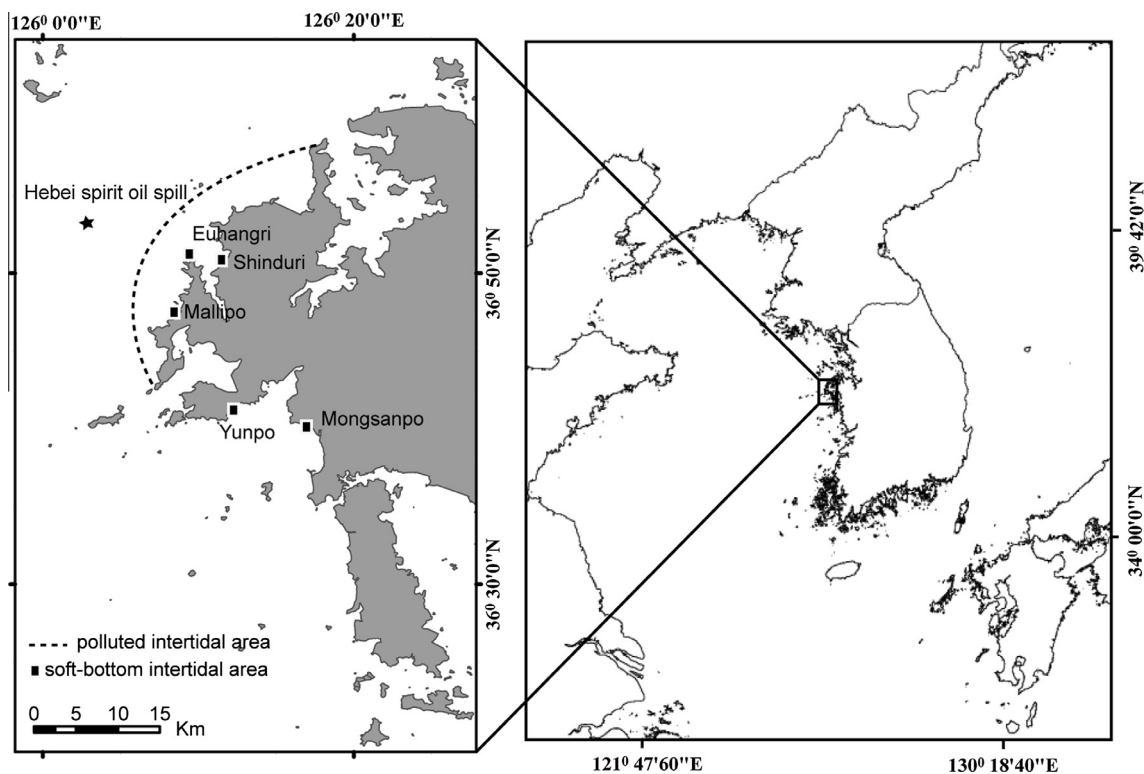 126⁰ 0'0"E
126⁰ 20'0"E
Hebei spirit oil spill
Euhangri
Shinduri
Mallipo
Yunpo
Mongsanpo
36⁰ 50'0"N
36⁰ 30'0"N
polluted intertidal area
soft-bottom intertidal area
0 5 10 15
Km
39⁰ 42'0"N
34⁰ 00'0"N
121⁰ 47'60"E
130⁰ 18'40"E